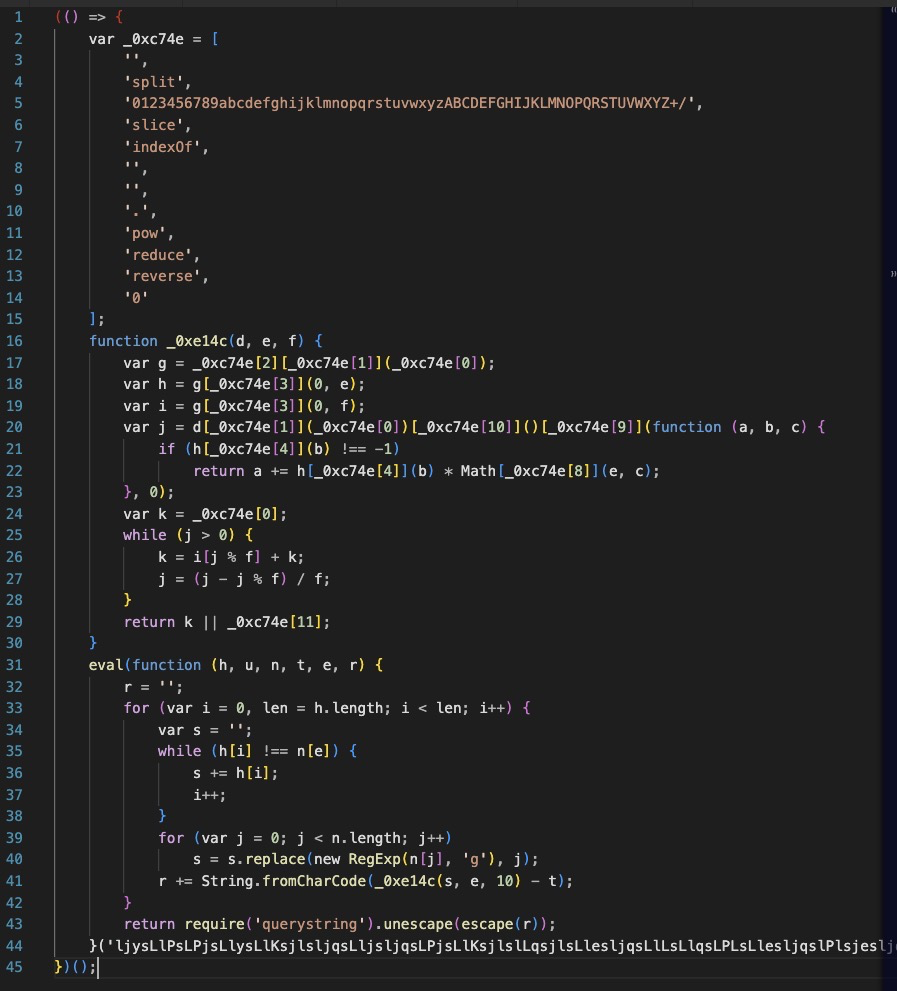 1 (() => {
2 var _0xc74e = [
3 '',
4 'split',
5 '0123456789abcdefghijklmnopqrstuvwxyzABCDEFGHIJKLMNOPQRSTUVWXYZ+/',
6 'slice',
7 'indexOf',
8 '',
9 '',
10 '.',
11 'pow',
12 'reduce',
13 'reverse',
14 '0'
15 ];
16 function _0xe14c(d, e, f) {
17 var g = _0xc74e[2][_0xc74e[1]](_0xc74e[0]);
18 var h = g[_0xc74e[3]](0, e);
19 var i = g[_0xc74e[3]](0, f);
20 var j = d[_0xc74e[1]](_0xc74e[0])[_0xc74e[10]]()[_0xc74e[9]](function (a, b, c) {
21 if (h[_0xc74e[4]](b) !== -1)
22 return a += h[_0xc74e[4]](b) * Math[_0xc74e[8]](e, c);
23 }, 0);
24 var k = _0xc74e[0];
25 while (j > 0) {
26 k = i[j % f] + k;
27 j = (j - j % f) / f;
28 }
29 return k || _0xc74e[11];
30 }
31 eval(function (h, u, n, t, e, r) {
32 r = '';
33 for (var i = 0, len = h.length; i < len; i++) {
34 var s = '';
35 while (h[i] !== n[e]) {
36 s += h[i];
37 i++;
38 }
39 for (var j = 0; j < n.length; j++)
40 s = s.replace(new RegExp(n[j], 'g'), j);
41 r += String.fromCharCode(_0xe14c(s, e, 10) - t);
42 }
43 return require('querystring').unescape(escape(r));
44 }('ljysLlPsLPjsLlysLlKsjlsljqsLljsljqsLPjsLlKsjlslLqsjlsLlesljqsLlLsLlqsLPLsLlesljqslPlsjeslj
45 })();